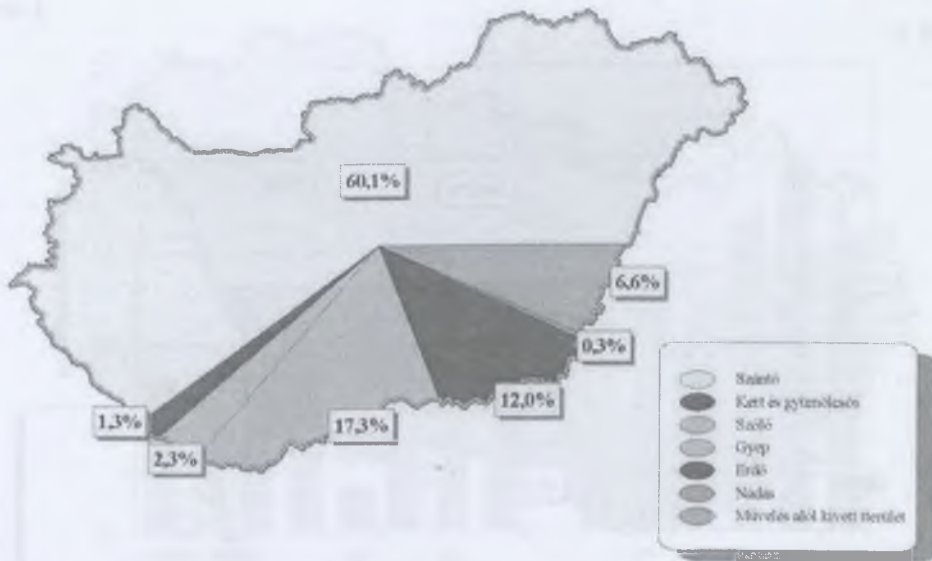 60,1%
6,6%
0,3%
12,0%
17,3%
2,3%
1,3%
Szántó
Kert és gyümölcsös
Szőlő
Gyep
Erdő
Nádas
Művelés alól kivett terület